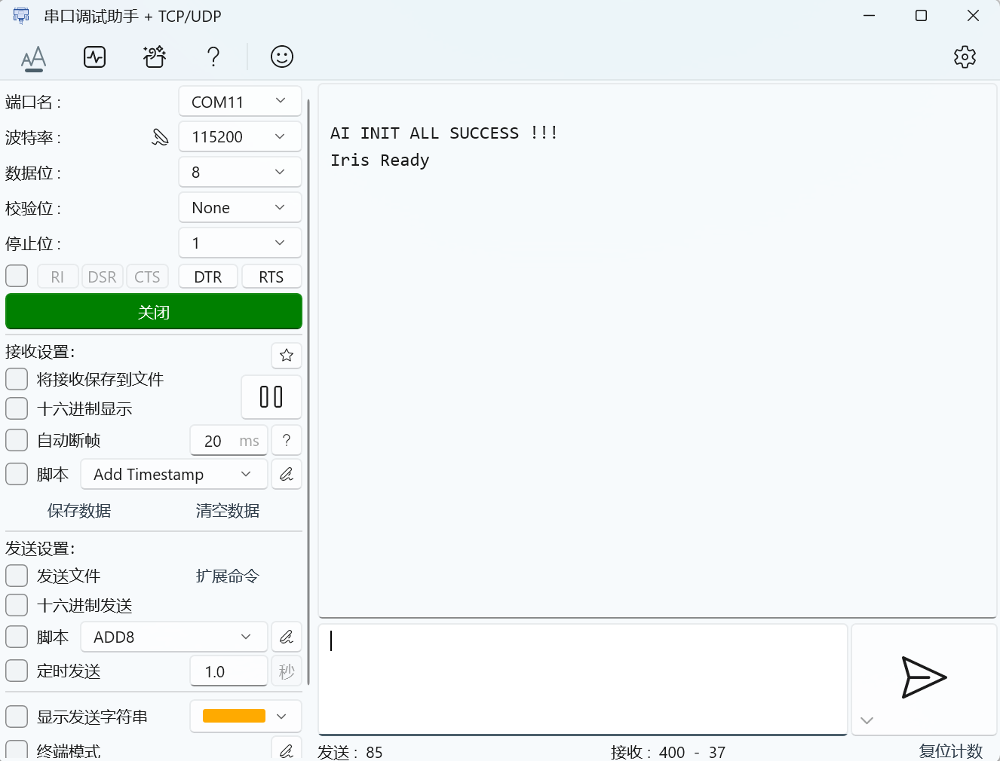 串口调试助手 + TCP/UDP
端口名 : COM11
波特率 : 115200
数据位 : 8
校验位 : None
停止位 : 1
RI DSR CTS DTR RTS
关闭
接收设置:
将接收保存到文件
十六进制显示
自动断帧 20 ms ?
脚本 Add Timestamp
保存数据 清空数据
发送设置:
发送文件 扩展命令
十六进制发送
脚本 ADD8
定时发送 1.0 秒
显示发送字符串
终端模式
AI INIT ALL SUCCESS !!!
Iris Ready
发送 : 85 接收 : 400 - 37 复位计数